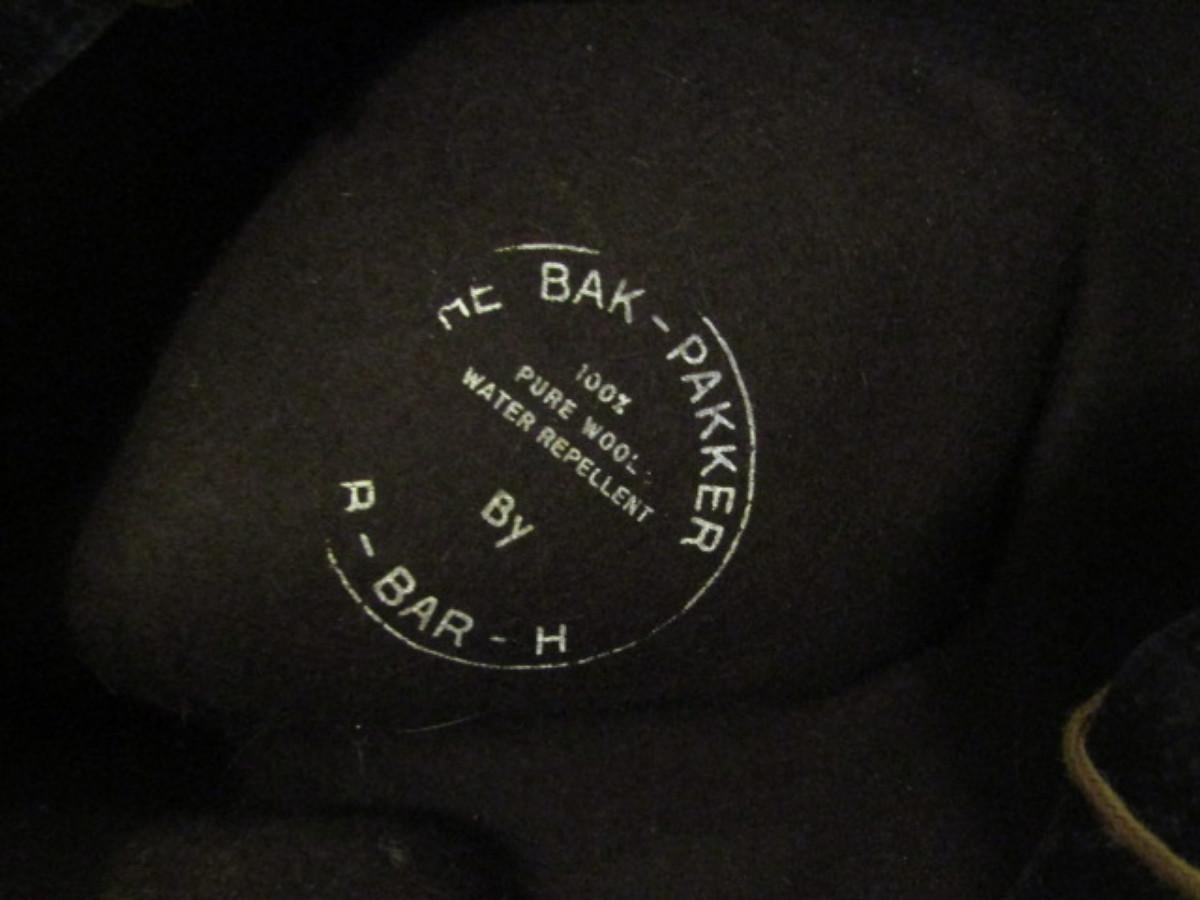 BAK-PAKKER
100%
PURE WOOL
WATER REPELLENT
By
R-BAR-H